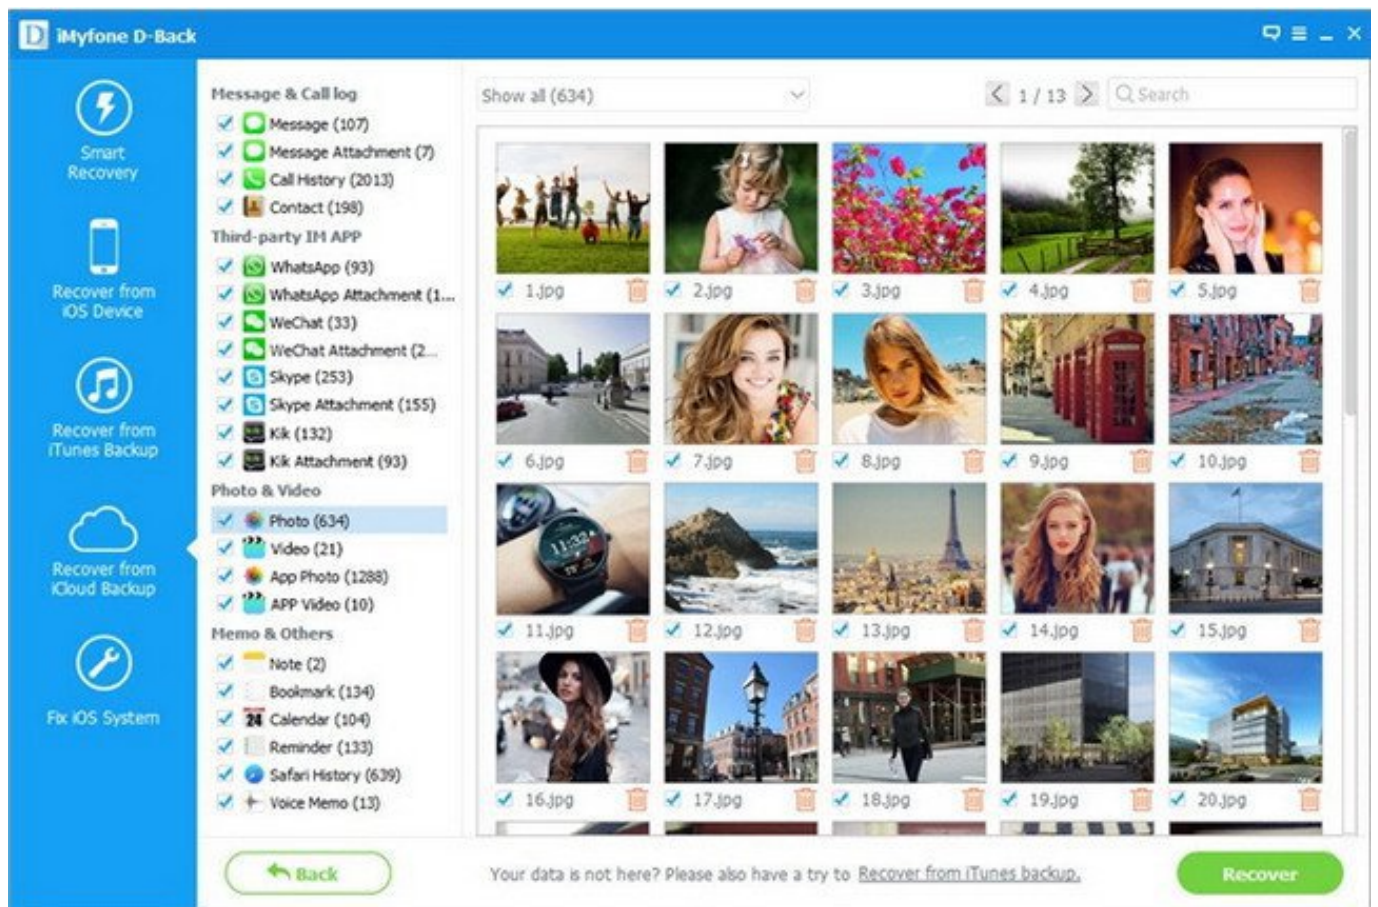 iMyfone D-Back
Smart
Recovery
Recover from
iOS Device
Recover from
iTunes Backup
Recover from
iCloud Backup
Fix iOS System
Message & Call log
Message (107)
Message Attachment (7)
Call History (2013)
Contact (198)
Third-party IM APP
WhatsApp (93)
WhatsApp Attachment (1...
WeChat (33)
WeChat Attachment (2...
Skype (253)
Skype Attachment (155)
Kik (132)
Kik Attachment (93)
Photo & Video
Photo (634)
Video (21)
App Photo (1288)
APP Video (10)
Memo & Others
Note (2)
Bookmark (134)
24 Calendar (104)
Reminder (133)
Safari History (639)
Voice Memo (13)
Show all (634)
1 / 13
Search
1.jpg 2.jpg 3.jpg 4.jpg 5.jpg
6.jpg 7.jpg 8.jpg 9.jpg 10.jpg
11:32
11.jpg 12.jpg 13.jpg 14.jpg 15.jpg
16.jpg 17.jpg 18.jpg 19.jpg 20.jpg
Back
Your data is not here? Please also have a try to Recover from iTunes backup.
Recover